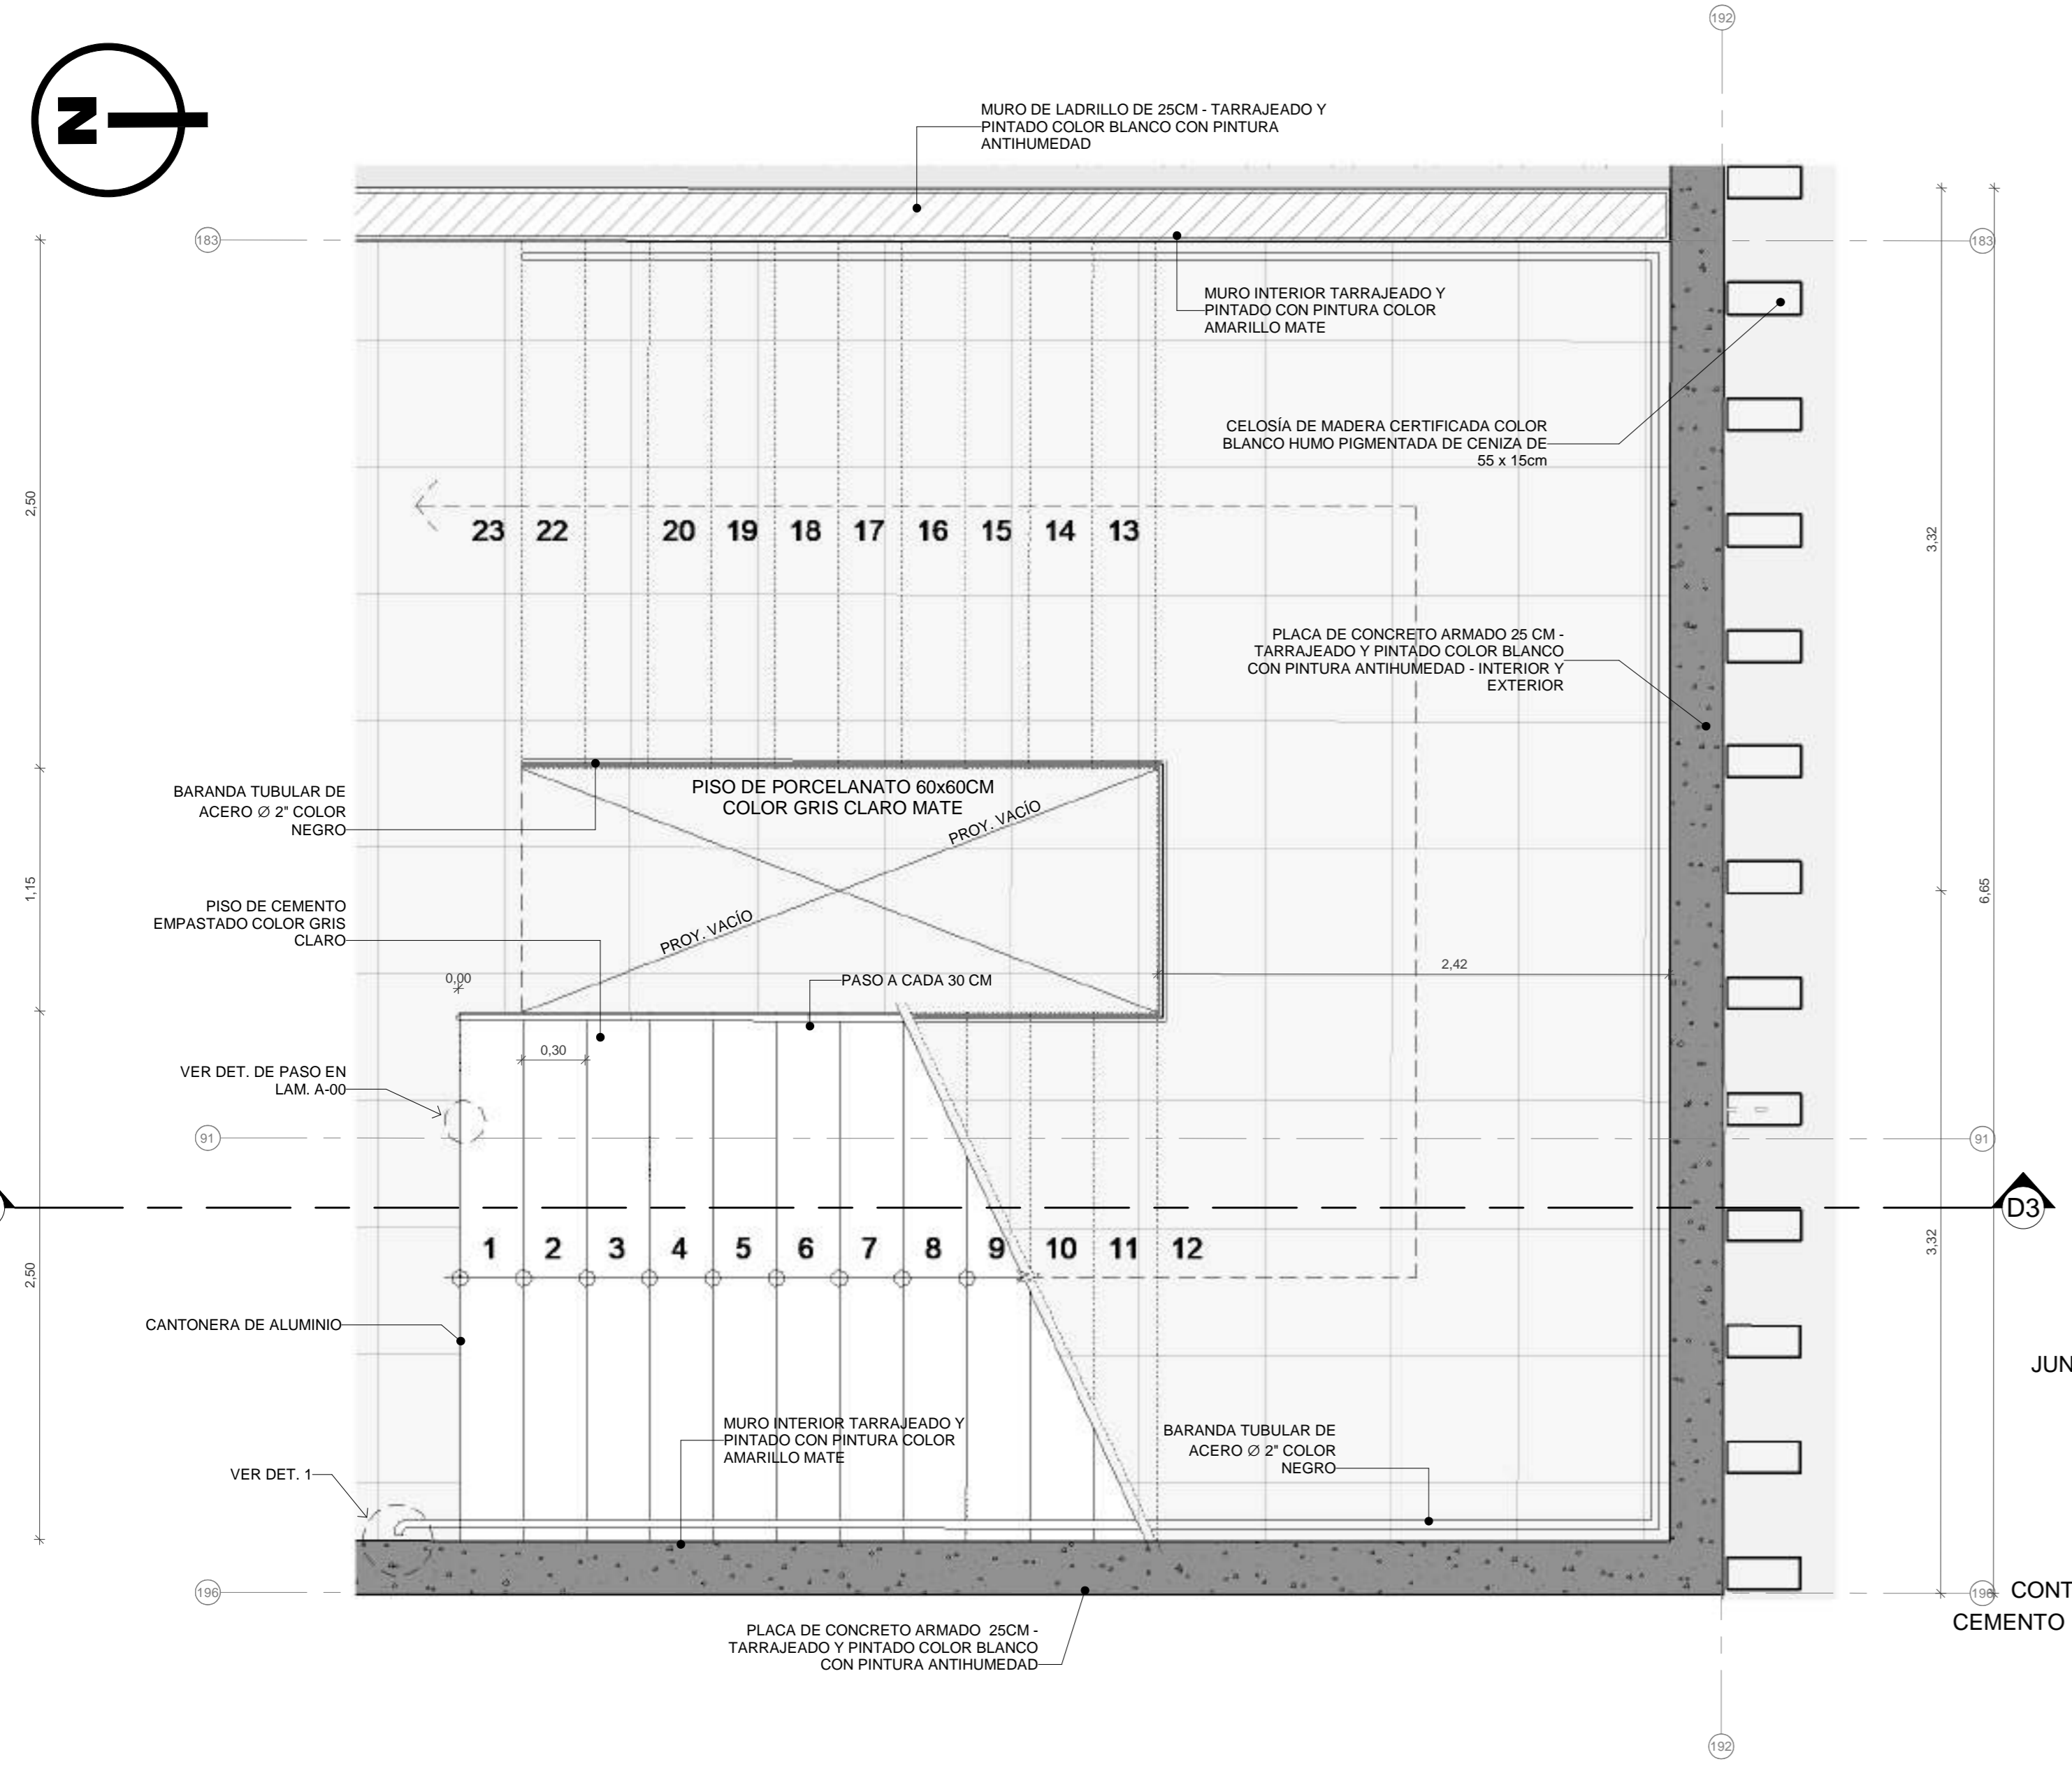 192
N
MURO DE LADRILLO DE 25CM - TARRAJEADO Y
PINTADO COLOR BLANCO CON PINTURA
ANTIHUMEDAD
183
183
MURO INTERIOR TARRAJEADO Y
PINTADO CON PINTURA COLOR
AMARILLO MATE
CELOSÍA DE MADERA CERTIFICADA COLOR
BLANCO HUMO PIGMENTADA DE CENIZA DE
55 x 15cm
2,50
3,32
23 22 20 19 18 17 16 15 14 13
PLACA DE CONCRETO ARMADO 25 CM -
TARRAJEADO Y PINTADO COLOR BLANCO
CON PINTURA ANTIHUMEDAD - INTERIOR Y
EXTERIOR
BARANDA TUBULAR DE
ACERO Ø 2" COLOR
NEGRO
PISO DE PORCELANATO 60x60CM
COLOR GRIS CLARO MATE
PROY. VACÍO
PROY. VACÍO
1,15
6,65
PISO DE CEMENTO
EMPASTADO COLOR GRIS
CLARO
0,00
PASO A CADA 30 CM
2,42
0,30
VER DET. DE PASO EN
LAM. A-00
91
91
D3
1 2 3 4 5 6 7 8 9 10 11 12
2,50
3,32
CANTONERA DE ALUMINIO
JUN
MURO INTERIOR TARRAJEADO Y
PINTADO CON PINTURA COLOR
AMARILLO MATE
BARANDA TUBULAR DE
ACERO Ø 2" COLOR
NEGRO
VER DET. 1
196
196
CONT
CEMENTO
PLACA DE CONCRETO ARMADO 25CM -
TARRAJEADO Y PINTADO COLOR BLANCO
CON PINTURA ANTIHUMEDAD
192